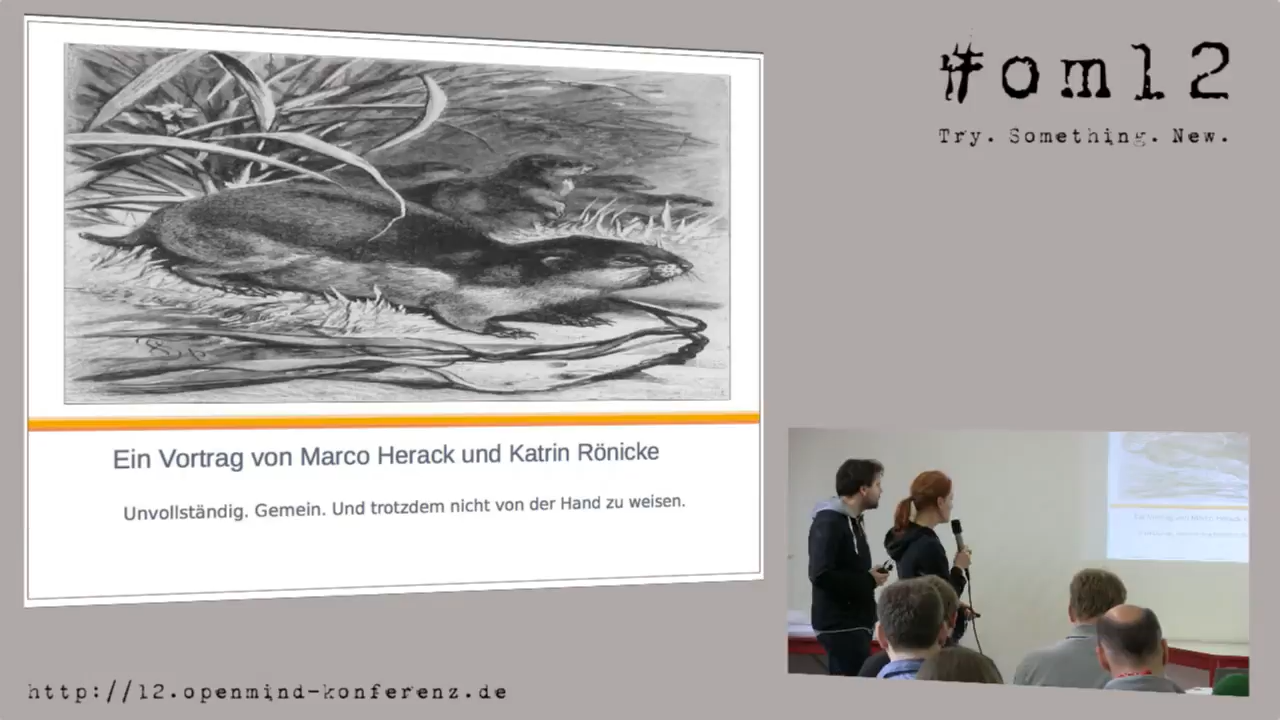 #om12
Try. Something. New.
Ein Vortrag von Marco Herack und Katrin Rönicke
Unvollständig. Gemein. Und trotzdem nicht von der Hand zu weisen.
http://12.openmind-konferenz.de